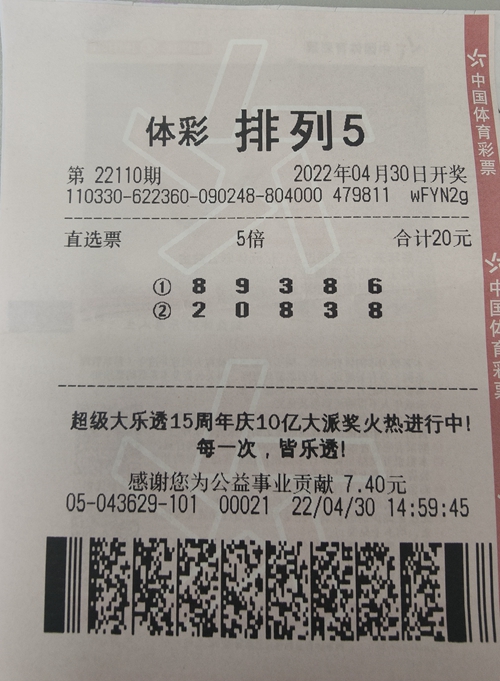 体彩 排列5
第 22110期 2022年04月30日开奖
110330-622360-090248-804000 479811 wFYN2g
直选票 5倍 合计20元
① 8 9 3 8 6
② 2 0 8 3 8
超级大乐透15周年庆10亿大派奖火热进行中!
每一次，皆乐透!
感谢您为公益事业贡献 7.40元
05-043629-101 00021 22/04/30 14:59:45
中国体育彩票
中国体育彩票